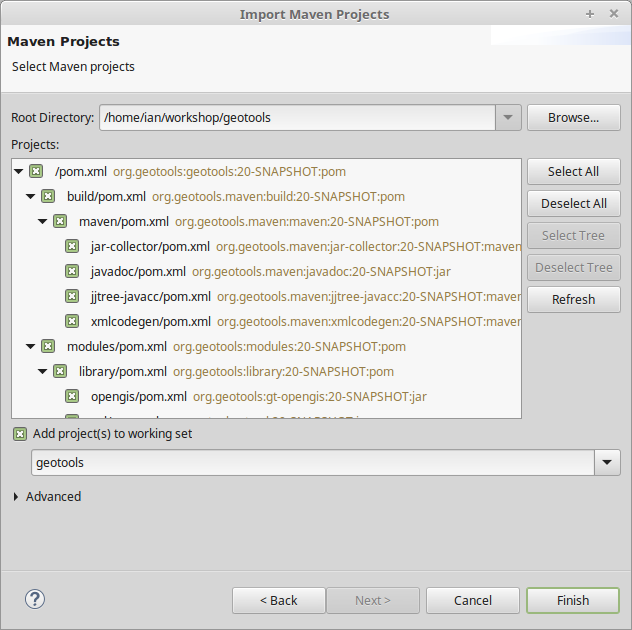 Import Maven Projects
Maven Projects
Select Maven projects
Root Directory: /home/ian/workshop/geotools Browse...
Projects:
/pom.xml org.geotools:geotools:20-SNAPSHOT:pom Select All
build/pom.xml org.geotools.maven:build:20-SNAPSHOT:pom Deselect All
maven/pom.xml org.geotools.maven:maven:20-SNAPSHOT:pom
Select Tree
jar-collector/pom.xml org.geotools.maven:jar-collector:20-SNAPSHOT:maven
javadoc/pom.xml org.geotools.maven:javadoc:20-SNAPSHOT:jar Deselect Tree
jjtree-javacc/pom.xml org.geotools.maven:jjtree-javacc:20-SNAPSHOT:maven Refresh
xmlcodegen/pom.xml org.geotools.maven:xmlcodegen:20-SNAPSHOT:maven
modules/pom.xml org.geotools:modules:20-SNAPSHOT:pom
library/pom.xml org.geotools:library:20-SNAPSHOT:pom
opengis/pom.xml org.geotools:gt-opengis:20-SNAPSHOT:jar
Add project(s) to working set
geotools
Advanced
? < Back Next > Cancel Finish